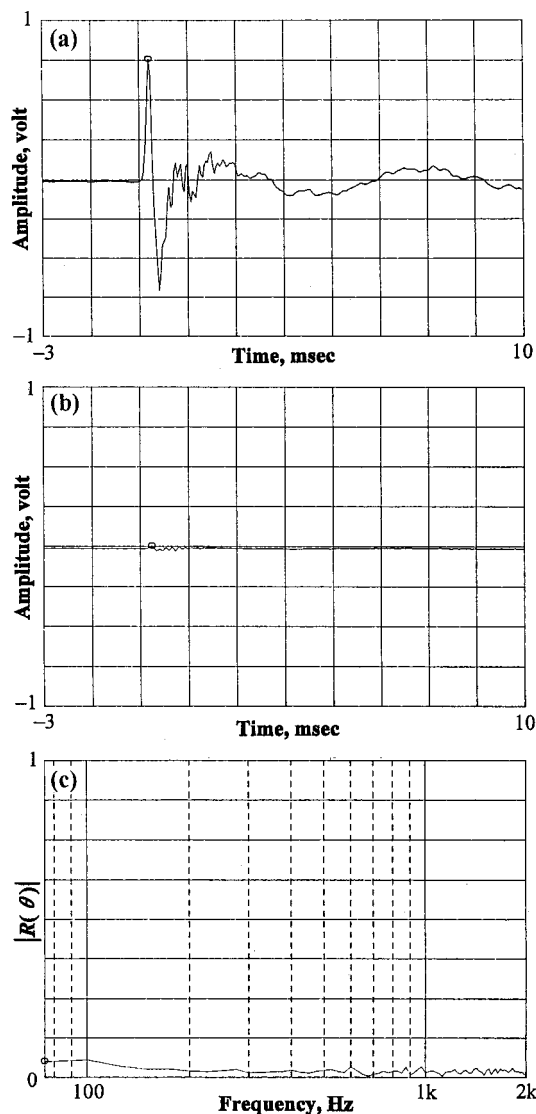 1
(a)
Amplitude, volt
−1
−3
Time, msec
10
1
(b)
Amplitude, volt
−1
−3
Time, msec
10
1
(c)
|R( θ)|
0
100
1k
2k
Frequency, Hz